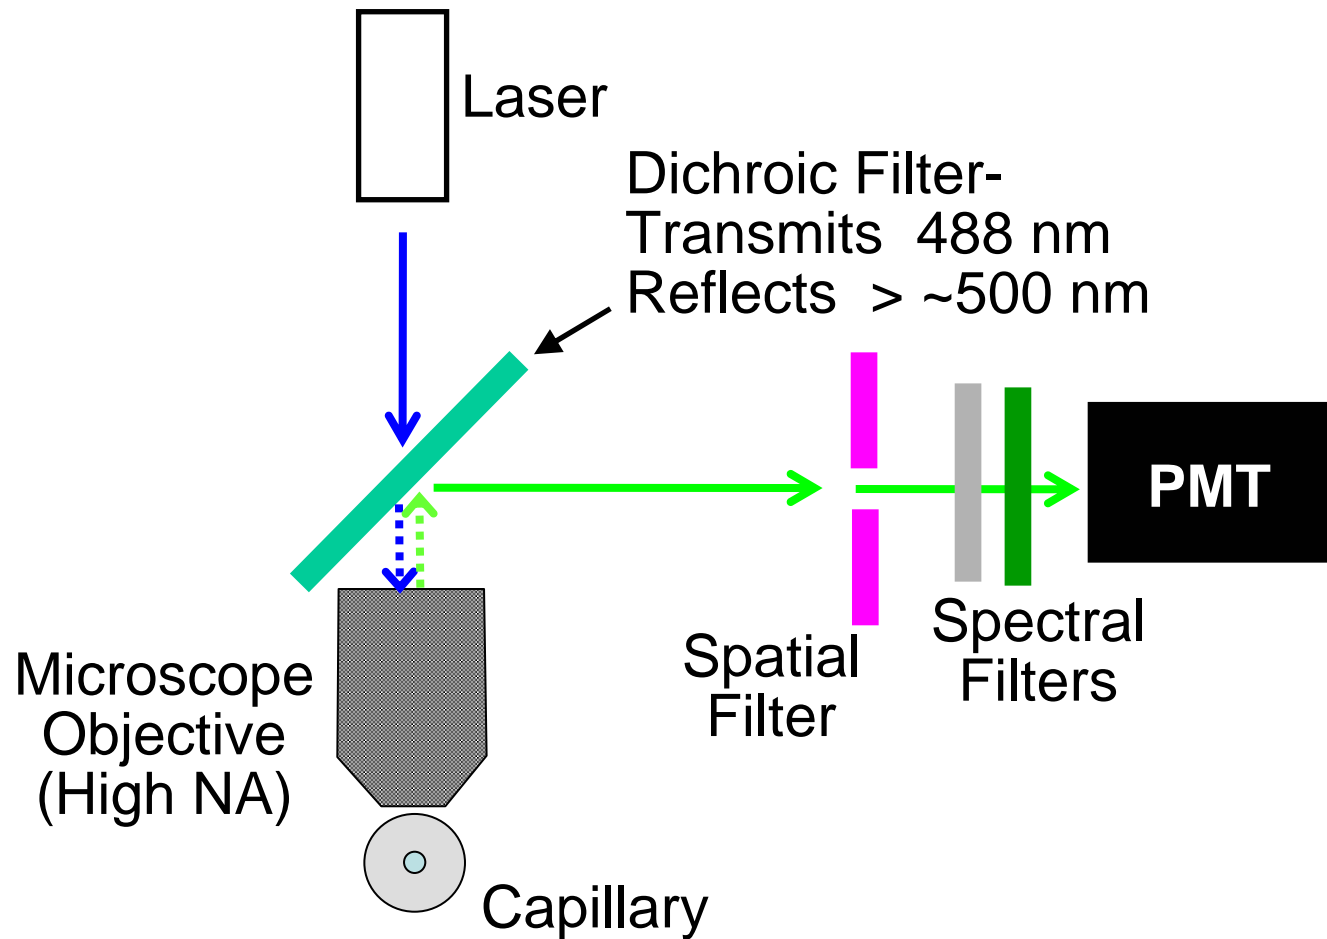 Laser
Dichroic Filter-
Transmits 488 nm
Reflects > ~500 nm
PMT
Spectral
Filters
Spatial
Filter
Microscope
Objective
(High NA)
Capillary